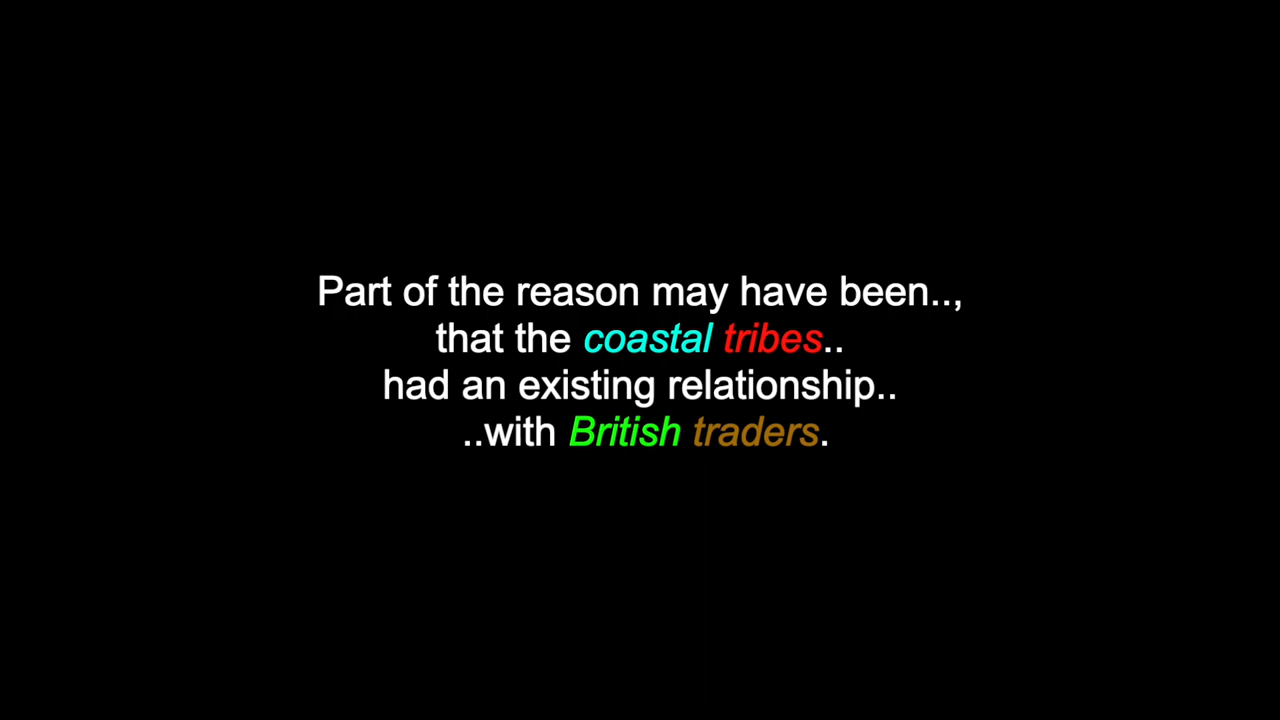 Part of the reason may have been..,
that the coastal tribes..
had an existing relationship..
..with British traders.